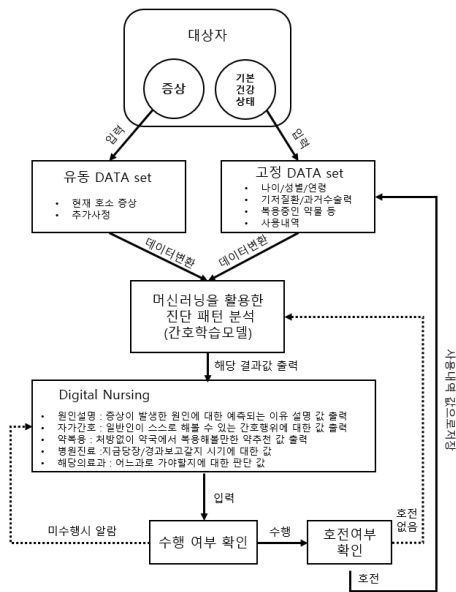 대상자
증상
기본
건강
상태
입력
입력
유동 DATA set
• 현재 호소 증상
• 추가사정
고정 DATA set
• 나이/성별/연령
• 기저질환/과거수술력
• 복용중인 약물 등
• 사용내역
데이터변환
데이터변환
머신러닝을 활용한
진단 패턴 분석
(간호학습모델)
해당 결과값 출력
사용내역 값으로저장
Digital Nursing
• 원인설명 : 증상이 발생한 원인에 대한 예측되는 이유 설명 값 출력
• 자가간호 : 일반인이 스스로 해볼 수 있는 간호행위에 대한 값 출력
• 약복용 : 처방없이 약국에서 복용해볼만한 약추천 값 출력
• 병원진료 :지금당장/경과보고갈지 시기에 대한 값
• 해당의료과 : 어느과로 가야할지에 대한 판단 값
입력
미수행시 알람
수행 여부 확인
수행
호전여부
확인
호전
없음
호전